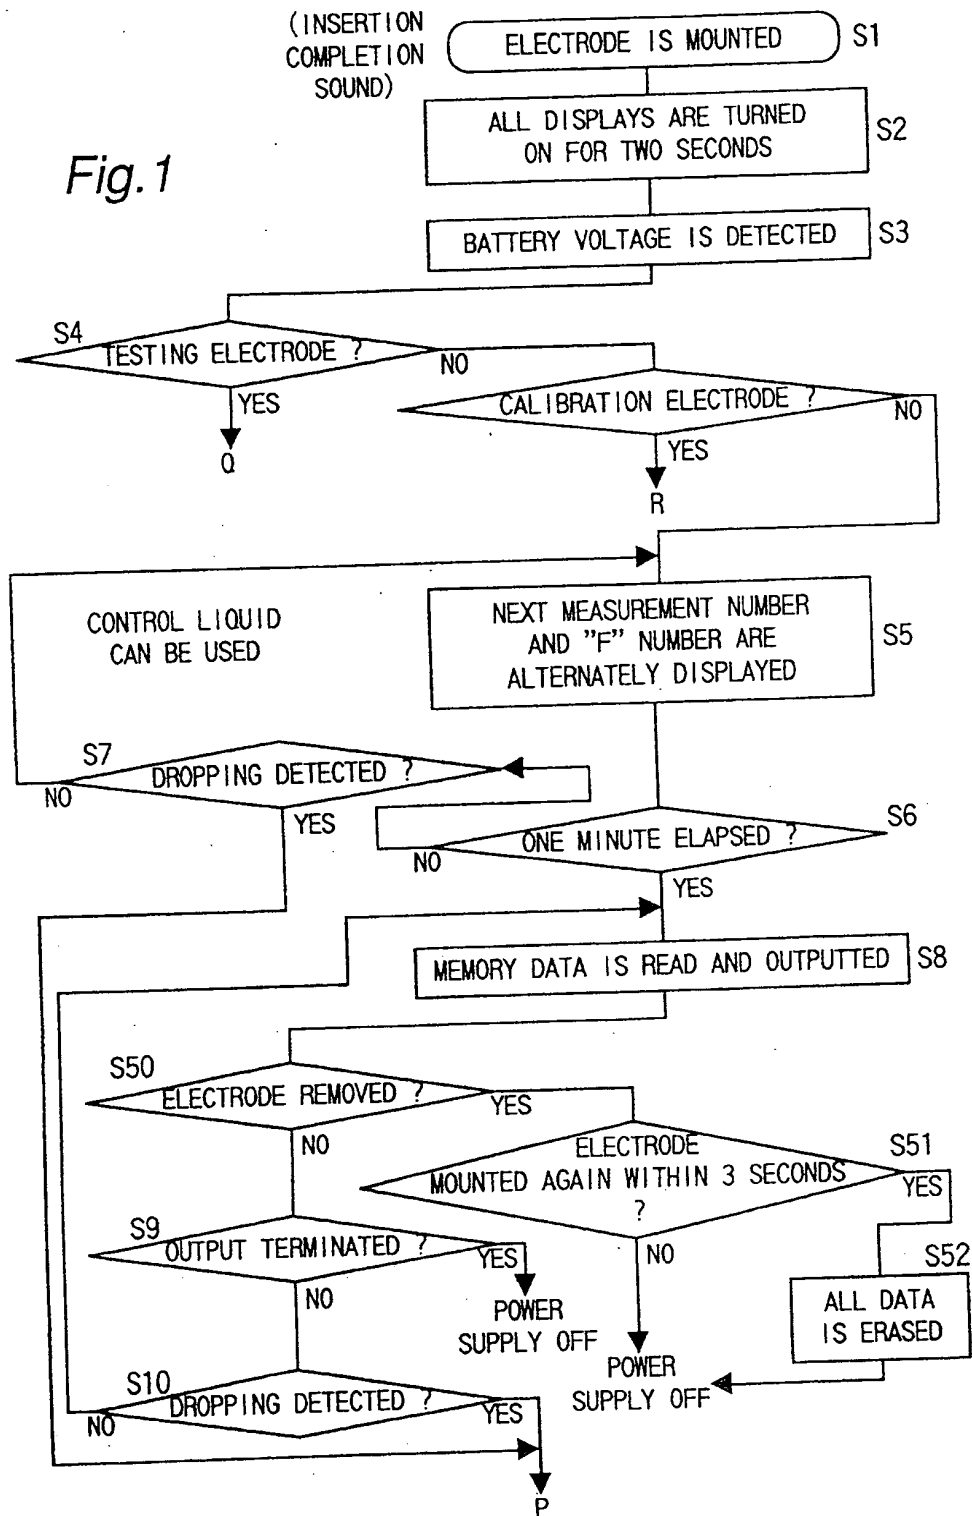 (INSERTION
COMPLETION
SOUND)
ELECTRODE IS MOUNTED
S1
ALL DISPLAYS ARE TURNED
ON FOR TWO SECONDS
S2
Fig.1
BATTERY VOLTAGE IS DETECTED
S3
S4
TESTING ELECTRODE ?
NO
YES
Q
CALIBRATION ELECTRODE ?
NO
YES
R
CONTROL LIQUID
CAN BE USED
NEXT MEASUREMENT NUMBER
AND "F" NUMBER ARE
ALTERNATELY DISPLAYED
S5
S7
DROPPING DETECTED ?
NO
YES
S6
ONE MINUTE ELAPSED ?
NO
YES
MEMORY DATA IS READ AND OUTPUTTED
S8
S50
ELECTRODE REMOVED ?
YES
NO
ELECTRODE
MOUNTED AGAIN WITHIN 3 SECONDS
?
S51
YES
NO
S9
OUTPUT TERMINATED ?
YES
NO
POWER
SUPPLY OFF
S52
ALL DATA
IS ERASED
POWER
SUPPLY OFF
S10
DROPPING DETECTED ?
NO
YES
P